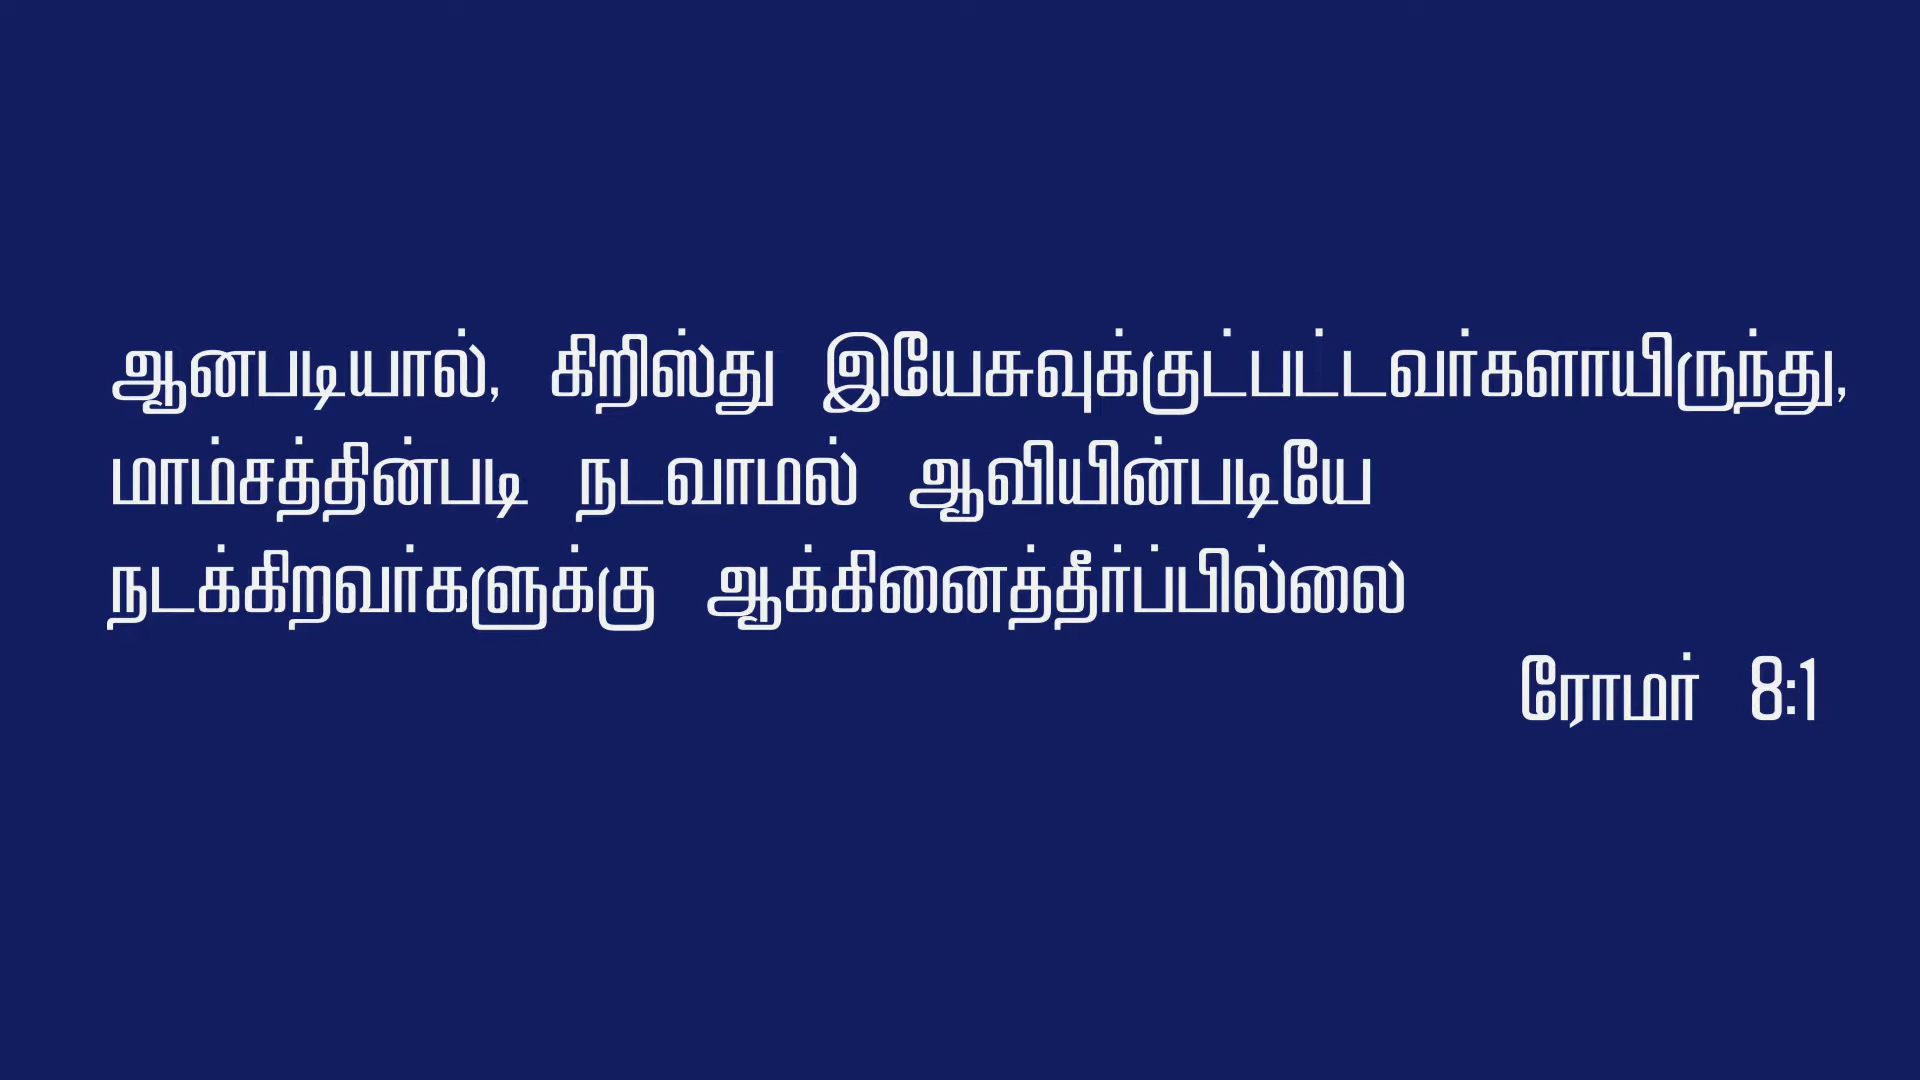 ஆனபடியால், கிறிஸ்து இயேசுவுக்குட்பட்டவர்களாயிருந்து,
மாம்சத்தின்படி நடவாமல் ஆவியின்படியே
நடக்கிறவர்களுக்கு ஆக்கினைத்தீர்ப்பில்லை
ரோமர் 8:1